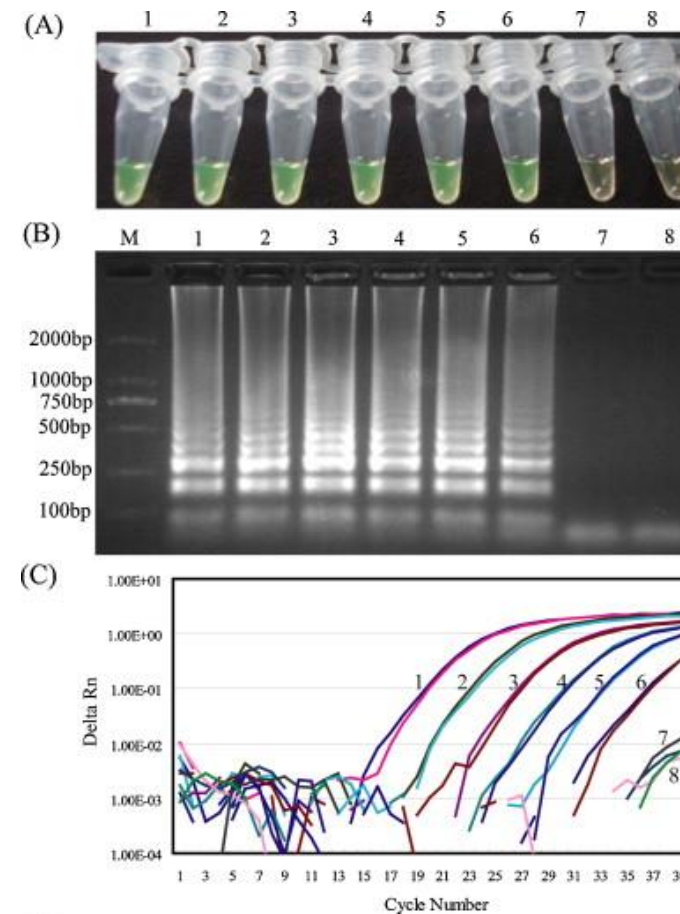 (A) 1 2 3 4 5 6 7 8
(B) M 1 2 3 4 5 6 7 8
2000bp
1000bp
750bp
500bp
250bp
100bp
(C)
1.00E+01
1.00E+00
1.00E-01
1.00E-02
1.00E-03
1.00E-04
Delta Rn
1 2 3 4 5 6
7
8
1 3 5 7 9 11 13 15 17 19 21 23 25 27 29 31 33 35 37
Cycle Number